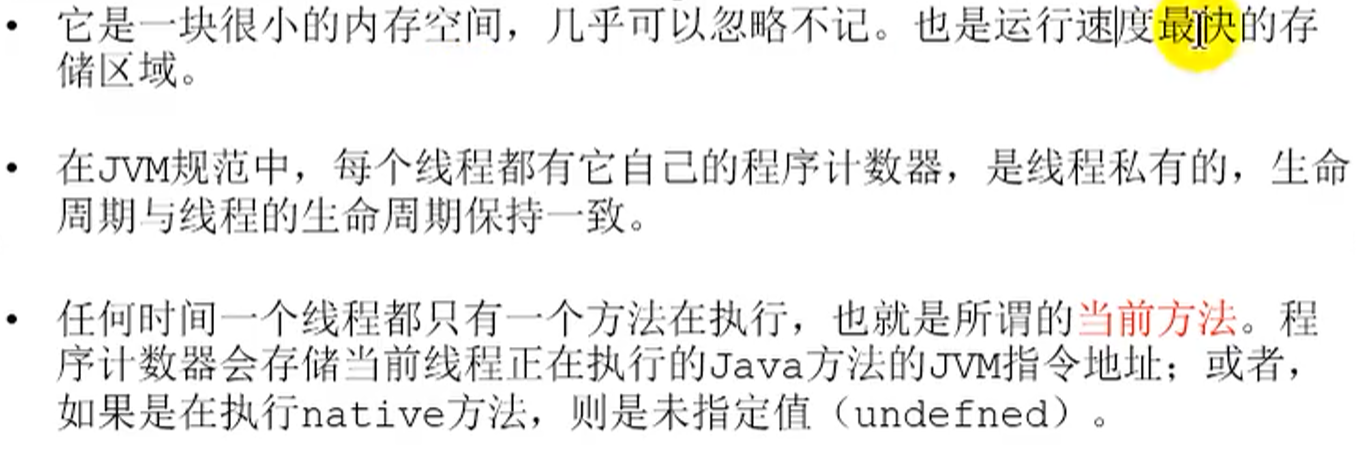 • 它是一块很小的内存空间，几乎可以忽略不记。也是运行速度最快的存
储区域。
• 在JVM规范中，每个线程都有它自己的程序计数器，是线程私有的，生命
周期与线程的生命周期保持一致。
• 任何时间一个线程都只有一个方法在执行，也就是所谓的当前方法。程
序计数器会存储当前线程正在执行的Java方法的JVM指令地址；或者，
如果是在执行native方法，则是未指定值（undefned）。